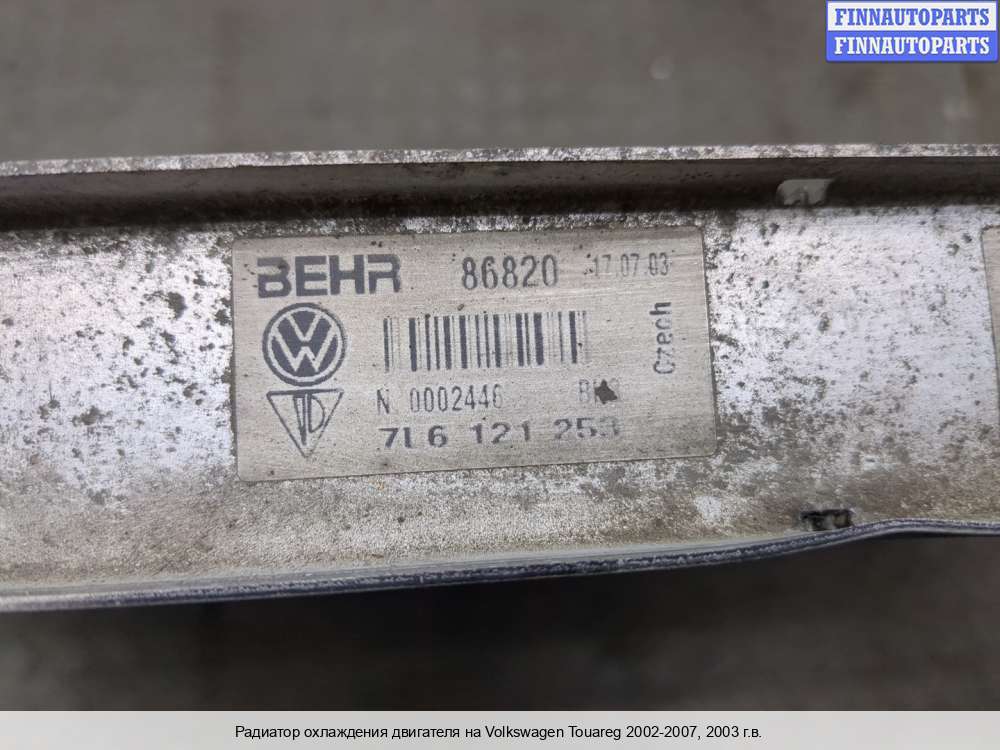 FINNAUTOPARTS
FINNAUTOPARTS
BEHR 86820 17.07.03
Czech
N. 0002446
7L6 121 253
Радиатор охлаждения двигателя на Volkswagen Touareg 2002-2007, 2003 г.в.